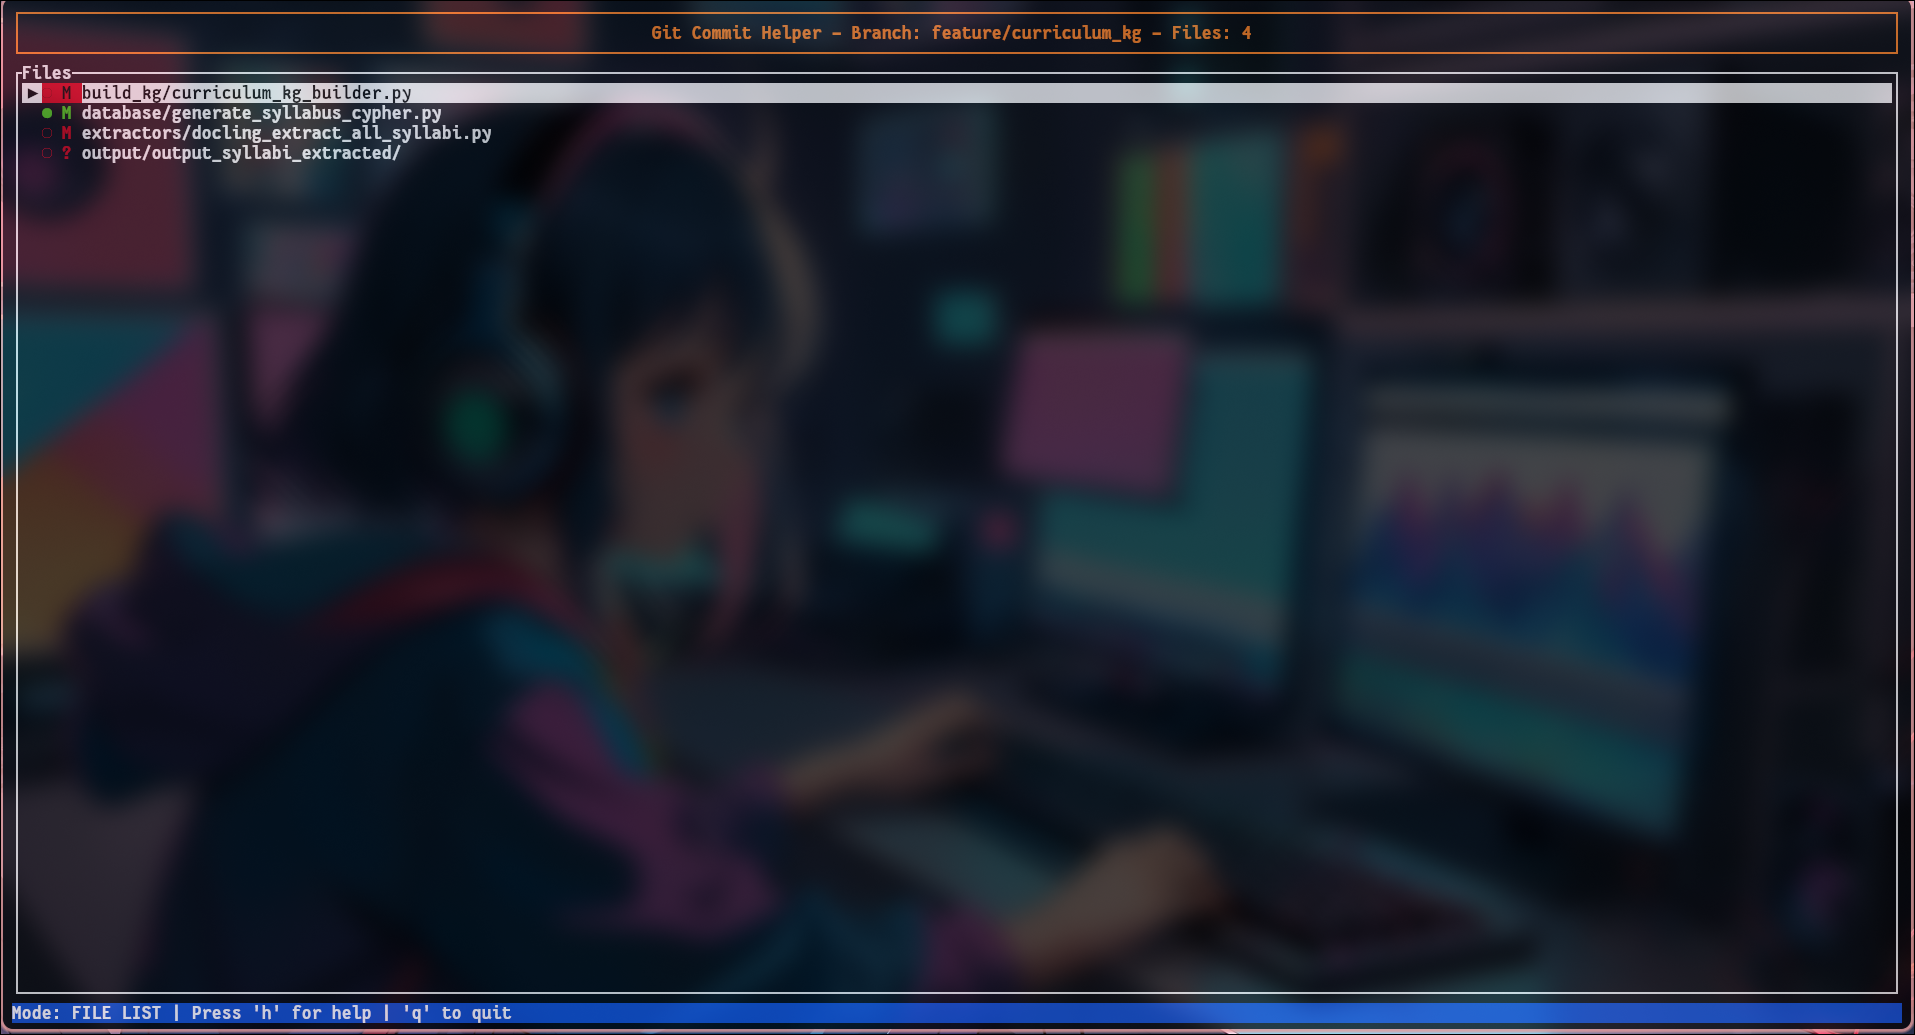 Git Commit Helper - Branch: feature/curriculum_kg - Files: 4
Files
▶ M build_kg/curriculum_kg_builder.py
● M database/generate_syllabus_cypher.py
○ M extractors/docling_extract_all_syllabi.py
○ ? output/output_syllabi_extracted/
Mode: FILE LIST | Press 'h' for help | 'q' to quit